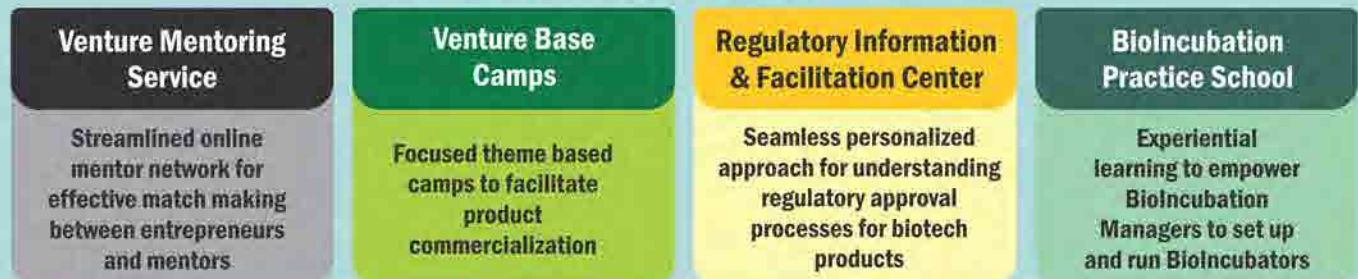 Venture Mentoring
Service
Streamlined online
mentor network for
effective match making
between entrepreneurs
and mentors
Venture Base
Camps
Focused theme based
camps to facilitate
product
commercialization
Regulatory Information
& Facilitation Center
Seamless personalized
approach for understanding
regulatory approval
processes for biotech
products
BioIncubation
Practice School
Experiential
learning to empower
BioIncubation
Managers to set up
and run BioIncubators